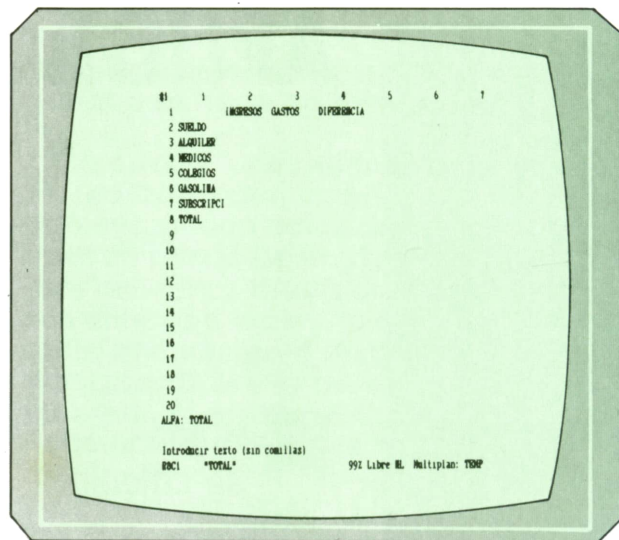 #1 1 2 3 4 5 6 7
1 INGRESOS GASTOS DIFERENCIA
2 SUELDO
3 ALQUILER
4 MEDICOS
5 COLEGIOS
6 GASOLINA
7 SUBSCRIPCI
8 TOTAL
9
10
11
12
13
14
15
16
17
18
19
20
ALFA: TOTAL
Introducir texto (sin comillas)
R8C1 "TOTAL" 99% Libre NL Multiplan: TEMP